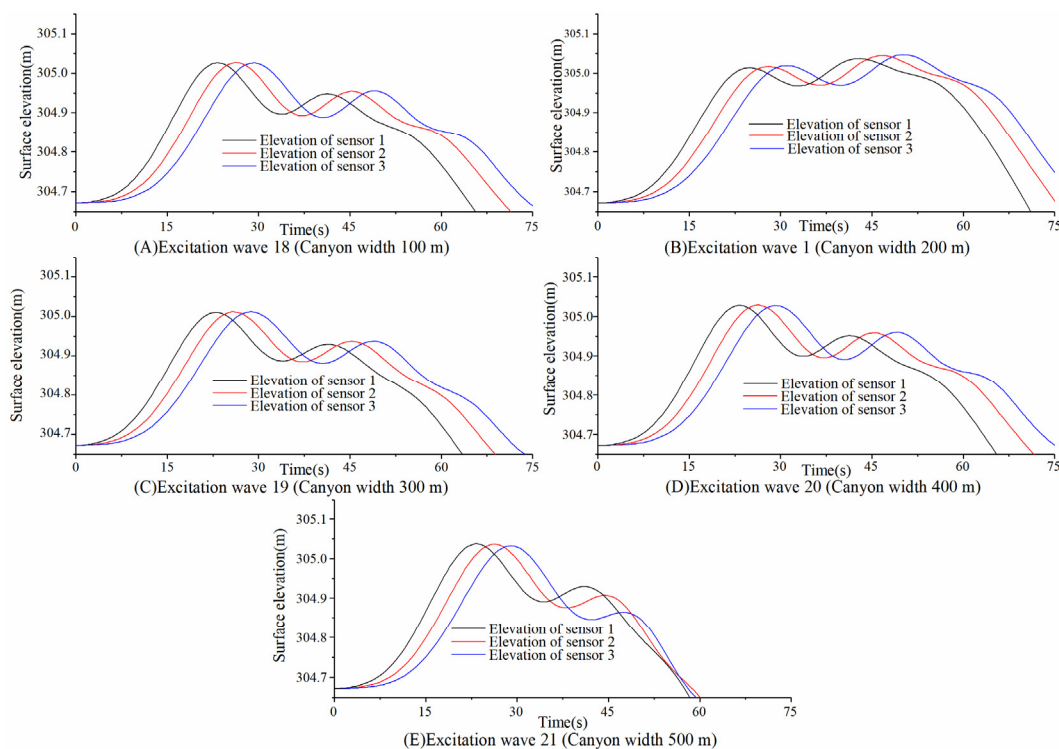 305.1
305.0
304.9
304.8
304.7
Surface elevation(m)
Elevation of sensor 1
Elevation of sensor 2
Elevation of sensor 3
0 15 30 45 60 75
Time(s)
(A)Excitation wave 18 (Canyon width 100 m)
305.1
305.0
304.9
304.8
304.7
Surface elevation(m)
Elevation of sensor 1
Elevation of sensor 2
Elevation of sensor 3
0 15 30 45 60 75
Time(s)
(B)Excitation wave 1 (Canyon width 200 m)
305.1
305.0
304.9
304.8
304.7
Surface elevation(m)
Elevation of sensor 1
Elevation of sensor 2
Elevation of sensor 3
0 15 30 45 60 75
Time(s)
(C)Excitation wave 19 (Canyon width 300 m)
305.1
305.0
304.9
304.8
304.7
Surface elevation(m)
Elevation of sensor 1
Elevation of sensor 2
Elevation of sensor 3
0 15 30 45 60 75
Time(s)
(D)Excitation wave 20 (Canyon width 400 m)
305.1
305.0
304.9
304.8
304.7
Surface elevation(m)
Elevation of sensor 1
Elevation of sensor 2
Elevation of sensor 3
0 15 30 45 60 75
Time(s)
(E)Excitation wave 21 (Canyon width 500 m)